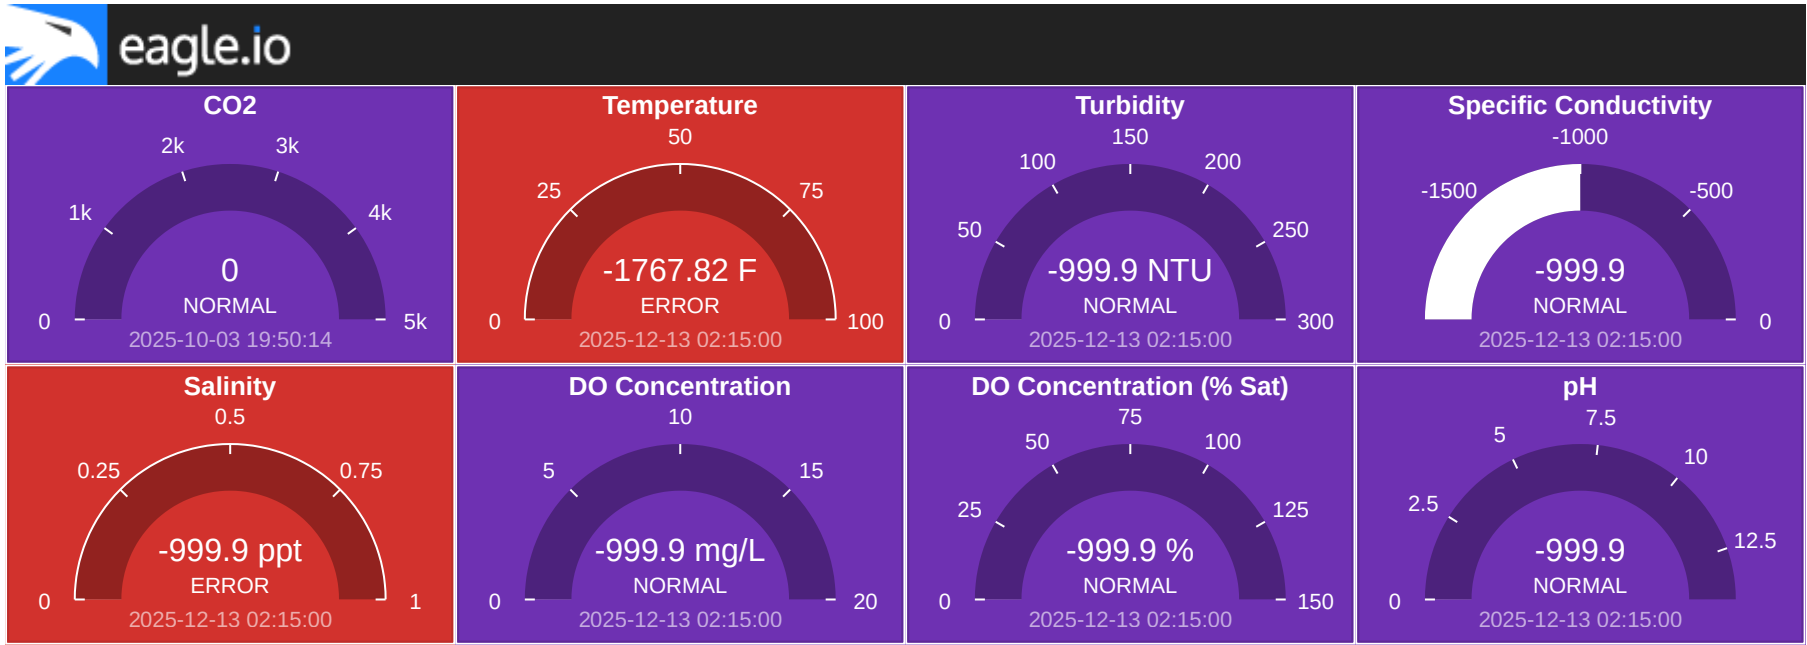 eagle.io
CO2
2k
3k
1k
4k
0
NORMAL
0
5k
2025-10-03 19:50:14
Temperature
50
25
75
-1767.82 F
ERROR
0
100
2025-12-13 02:15:00
Turbidity
150
100
200
50
250
-999.9 NTU
NORMAL
0
300
2025-12-13 02:15:00
Specific Conductivity
-1000
-1500
-500
-999.9
NORMAL
0
2025-12-13 02:15:00
Salinity
0.5
0.25
0.75
-999.9 ppt
ERROR
0
1
2025-12-13 02:15:00
DO Concentration
10
5
15
-999.9 mg/L
NORMAL
0
20
2025-12-13 02:15:00
DO Concentration (% Sat)
75
50
100
25
125
-999.9 %
NORMAL
0
150
2025-12-13 02:15:00
pH
7.5
5
10
2.5
12.5
-999.9
NORMAL
0
2025-12-13 02:15:00